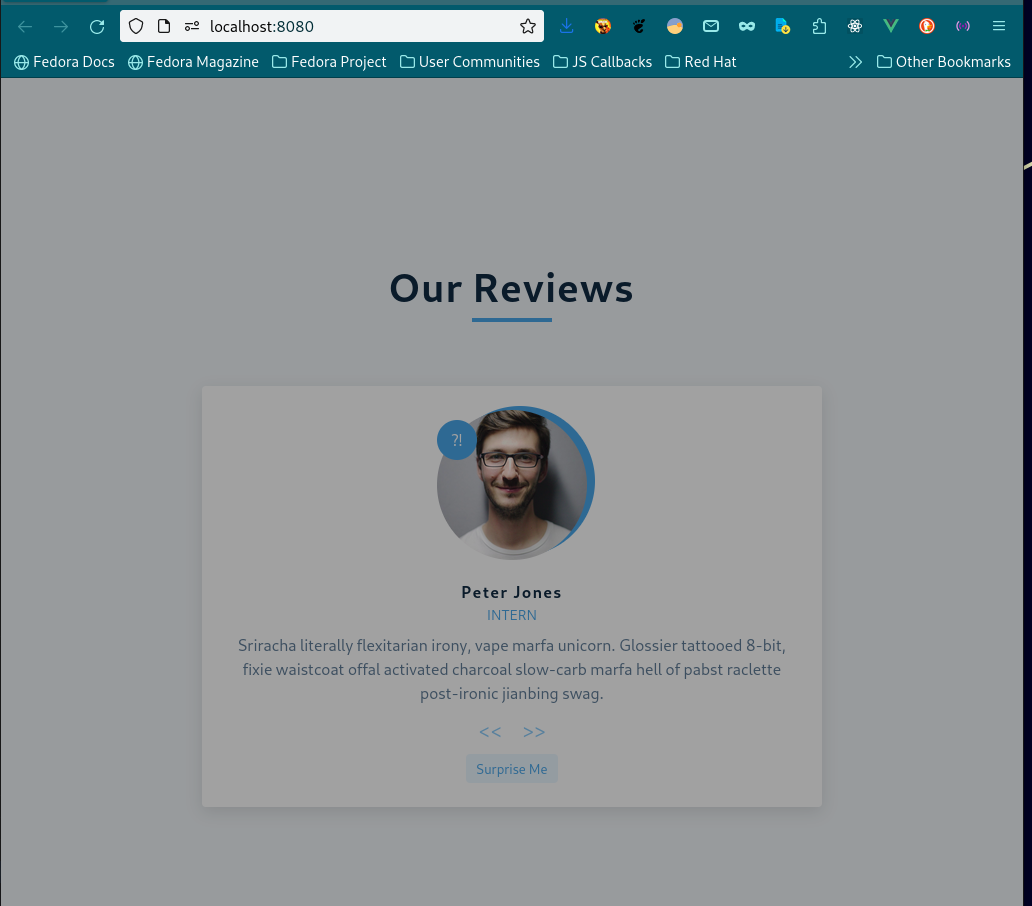 localhost:8080
Fedora Docs Fedora Magazine Fedora Project User Communities JS Callbacks Red Hat Other Bookmarks
Our Reviews
?!
Peter Jones
INTERN
Sriracha literally flexitarian irony, vape marfa unicorn. Glossier tattooed 8-bit,
fixie waistcoat offal activated charcoal slow-carb marfa hell of pabst raclette
post-ironic jianbing swag.
<< >>
Surprise Me